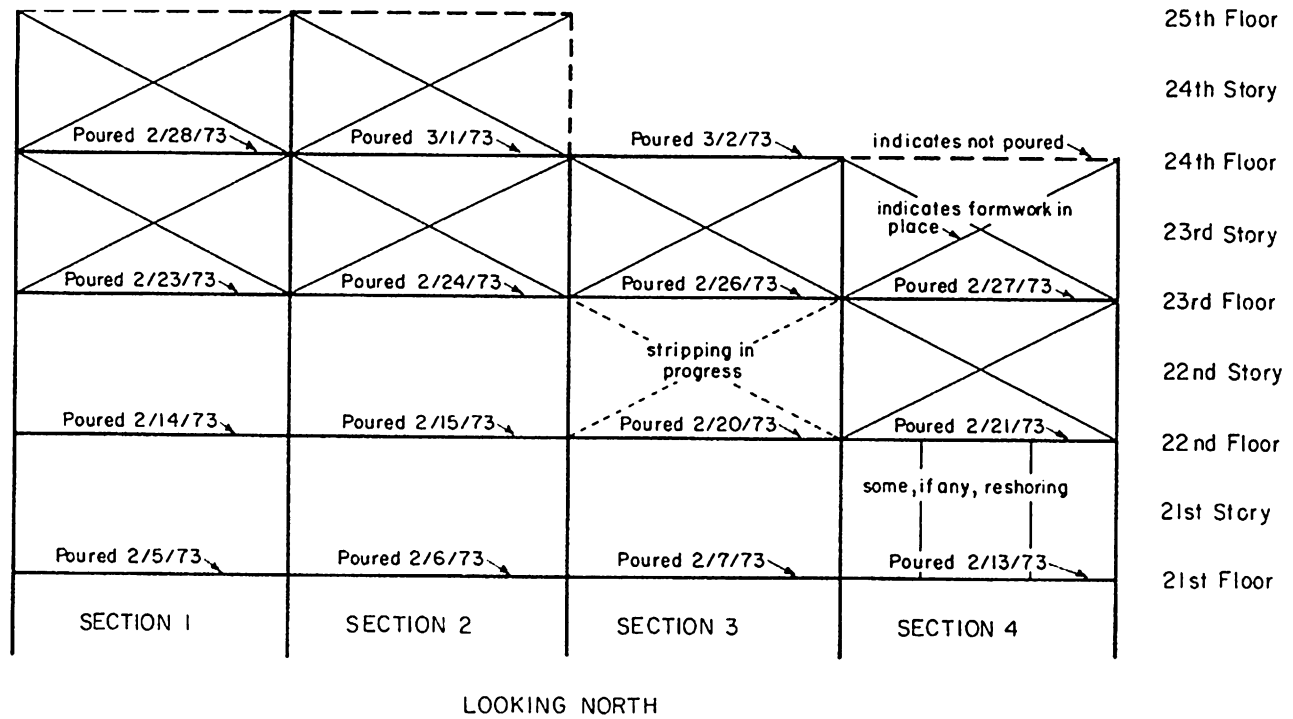 25th Floor
24th Story
Poured 2/28/73
Poured 3/1/73
Poured 3/2/73
indicates not poured
24th Floor
indicates formwork in
place
23rd Story
Poured 2/23/73
Poured 2/24/73
Poured 2/26/73
Poured 2/27/73
23rd Floor
stripping in
progress
22nd Story
Poured 2/14/73
Poured 2/15/73
Poured 2/20/73
Poured 2/21/73
22nd Floor
some, if any, reshoring
21st Story
Poured 2/5/73
Poured 2/6/73
Poured 2/7/73
Poured 2/13/73
21st Floor
SECTION 1
SECTION 2
SECTION 3
SECTION 4
LOOKING NORTH